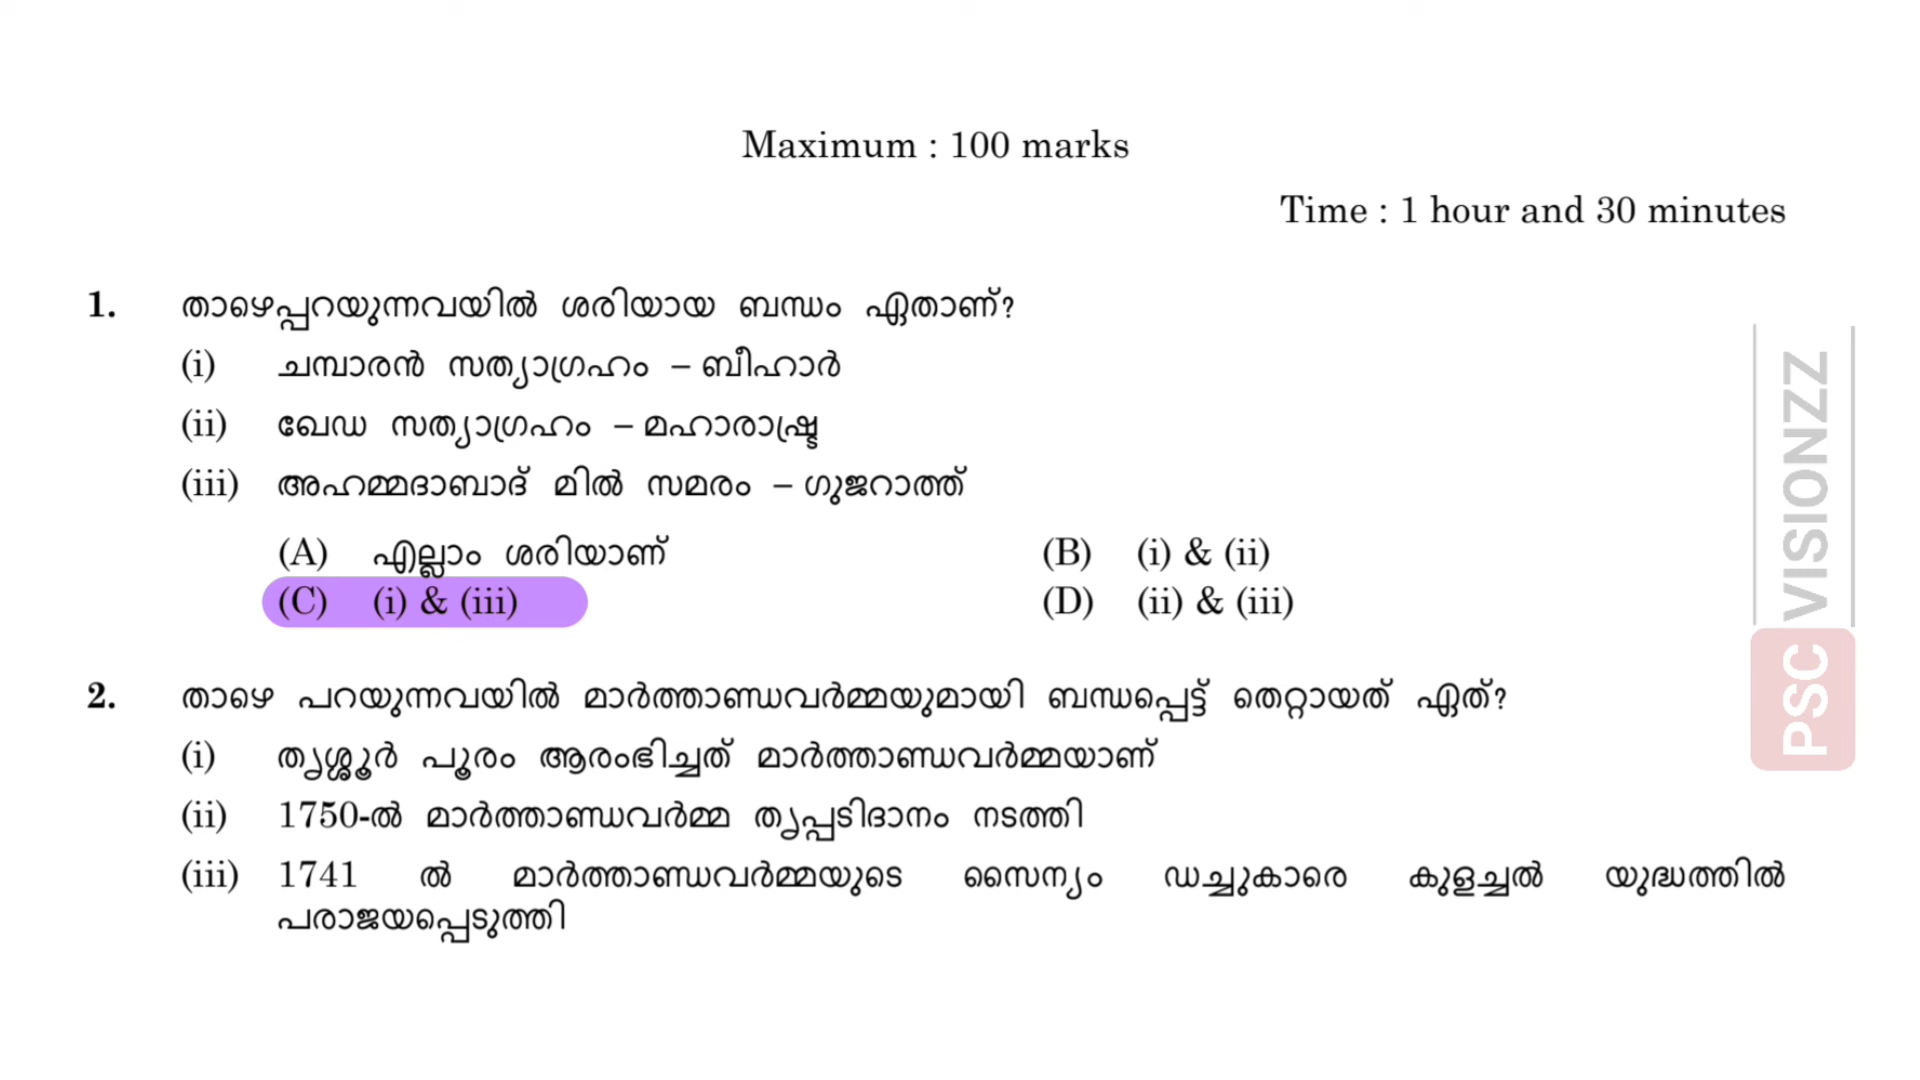 Maximum : 100 marks
Time : 1 hour and 30 minutes
1. താഴെപ്പറയുന്നവയിൽ ശരിയായ ബന്ധം ഏതാണ്?
(i) ചമ്പാരൻ സത്യാഗ്രഹം – ബീഹാർ
(ii) ഖേഡ സത്യാഗ്രഹം – മഹാരാഷ്ട്ര
(iii) അഹമ്മദാബാദ് മിൽ സമരം – ഗുജറാത്ത്
(A) എല്ലാം ശരിയാണ് (B) (i) & (ii)
(C) (i) & (iii) (D) (ii) & (iii)
2. താഴെ പറയുന്നവയിൽ മാർത്താണ്ഡവർമ്മയുമായി ബന്ധപ്പെട്ട് തെറ്റായത് ഏത്?
(i) തൃശ്ശൂർ പൂരം ആരംഭിച്ചത് മാർത്താണ്ഡവർമ്മയാണ്
(ii) 1750-ൽ മാർത്താണ്ഡവർമ്മ തൃപ്പടിദാനം നടത്തി
(iii) 1741 ൽ മാർത്താണ്ഡവർമ്മയുടെ സൈന്യം ഡച്ചുകാരെ കുളച്ചൽ യുദ്ധത്തിൽ
പരാജയപ്പെടുത്തി
PSC VISIONZZ